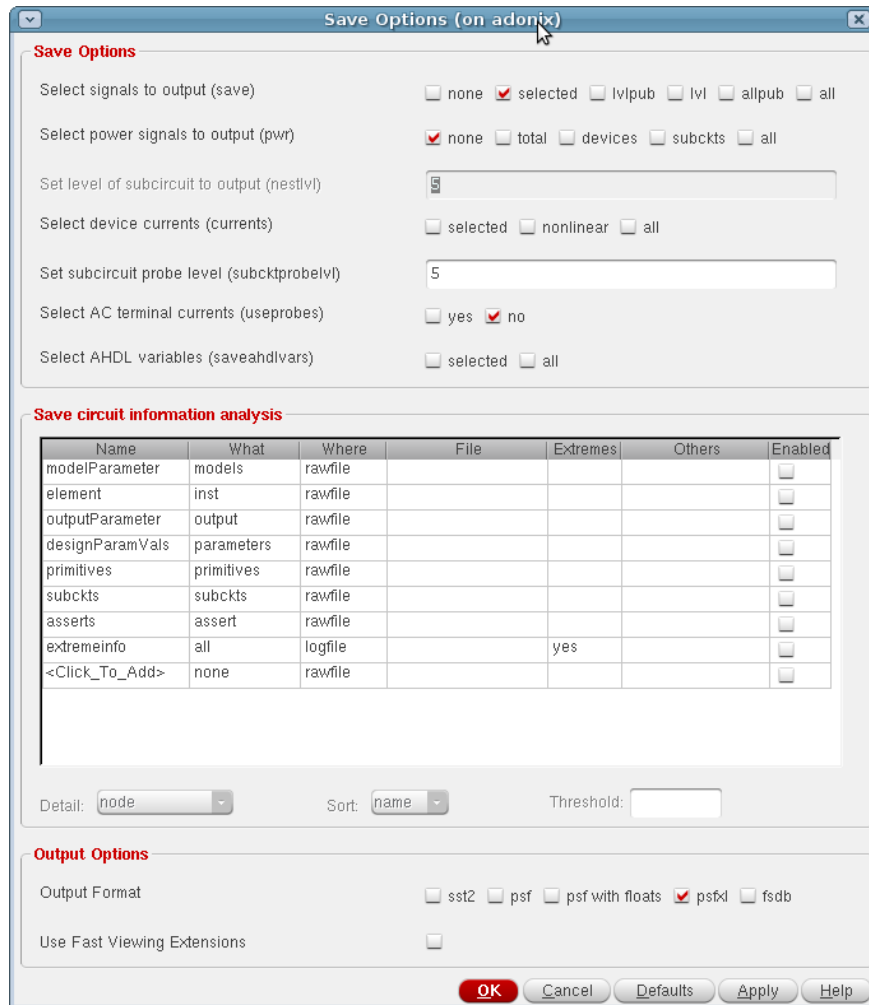 Save Options (on adonix)
Save Options
Select signals to output (save) none selected lvlpub lvl allpub all
Select power signals to output (pwr) none total devices subckts all
Set level of subcircuit to output (nestlvl) 5
Select device currents (currents) selected nonlinear all
Set subcircuit probe level (subcktprobelvl) 5
Select AC terminal currents (useprobes) yes no
Select AHDL variables (saveahdlvars) selected all
Save circuit information analysis
Name What Where File Extremes Others Enabled
modelParameter models rawfile
element inst rawfile
outputParameter output rawfile
designParamVals parameters rawfile
primitives primitives rawfile
subckts subckts rawfile
asserts assert rawfile
extremeinfo all logfile yes
<Click_To_Add> none rawfile
Detail: node Sort: name Threshold:
Output Options
Output Format sst2 psf psf with floats psfxl fsdb
Use Fast Viewing Extensions
OK Cancel Defaults Apply Help